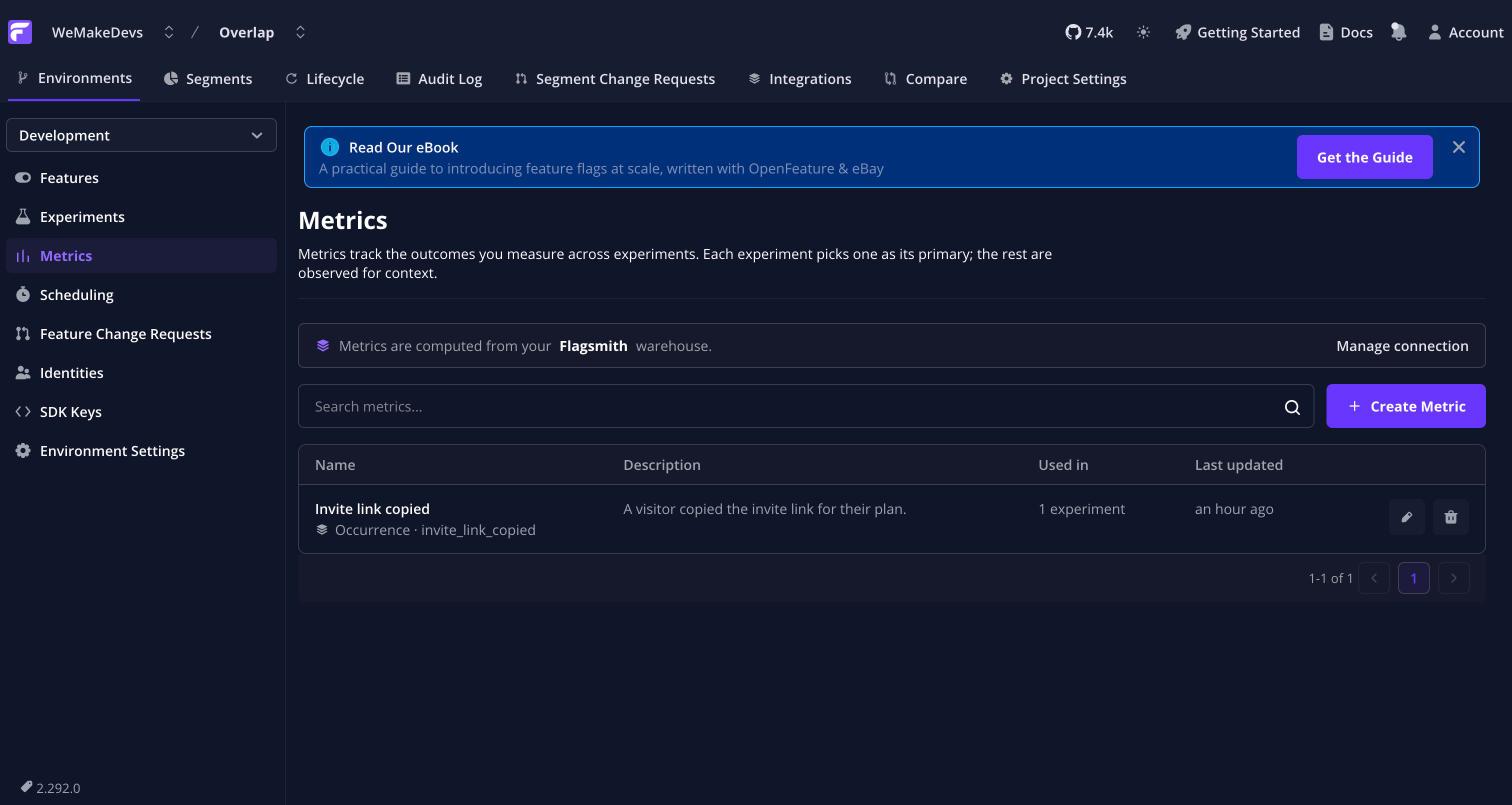 WeMakeDevs / Overlap 7.4k Getting Started Docs Account
Environments Segments Lifecycle Audit Log Segment Change Requests Integrations Compare Project Settings
Development
Features
Experiments
Metrics
Scheduling
Feature Change Requests
Identities
SDK Keys
Environment Settings
2.292.0
Read Our eBook
A practical guide to introducing feature flags at scale, written with OpenFeature & eBay
Get the Guide
Metrics
Metrics track the outcomes you measure across experiments. Each experiment picks one as its primary; the rest are
observed for context.
Metrics are computed from your Flagsmith warehouse. Manage connection
Search metrics... + Create Metric
Name Description Used in Last updated
Invite link copied A visitor copied the invite link for their plan. 1 experiment an hour ago
Occurrence · invite_link_copied
1-1 of 1 1